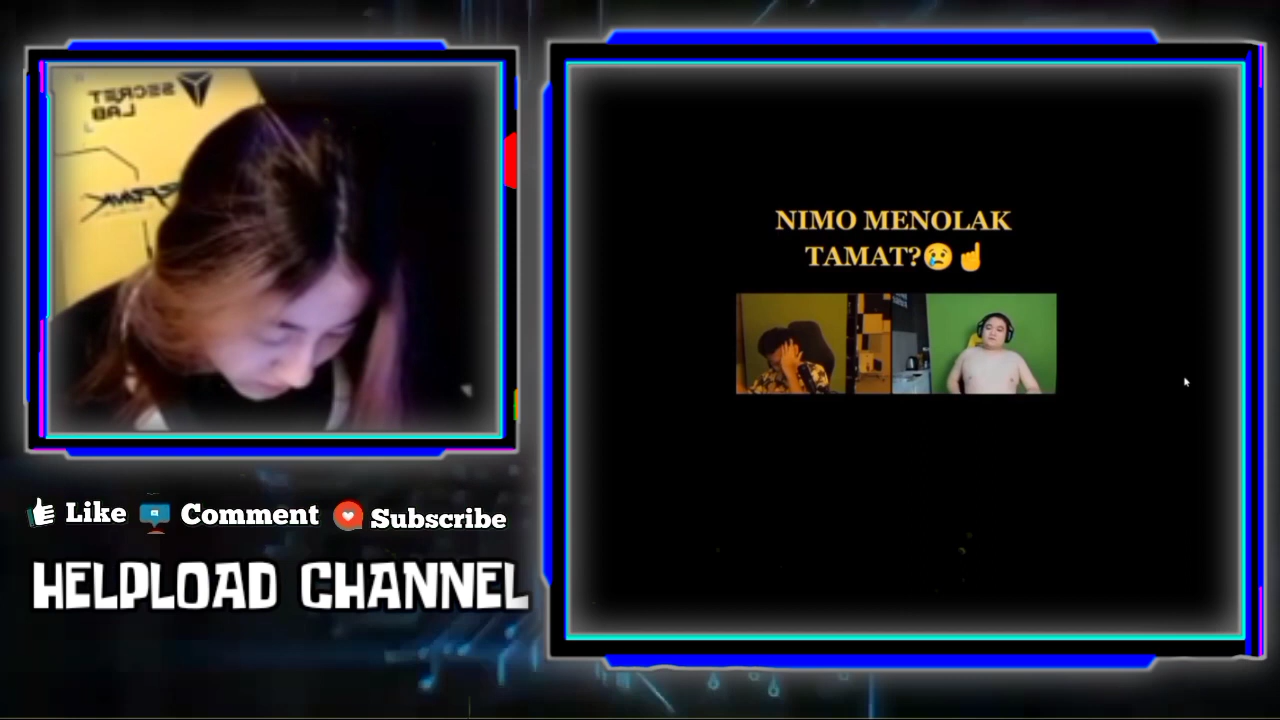 SECRET
LAB
NIMO MENOLAK
TAMAT?😢☝
Like Comment Subscribe
HELPLOAD CHANNEL